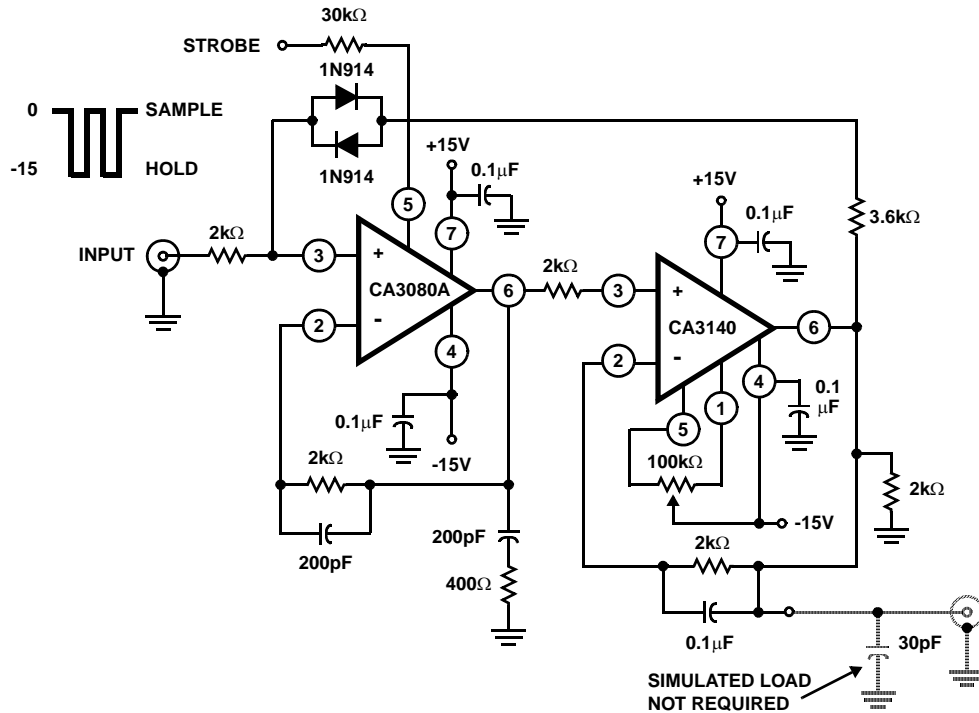 30kΩ
STROBE
1N914
0
SAMPLE
-15
HOLD
1N914
+15V
0.1µF
5
7
+15V
0.1µF
7
3.6kΩ
INPUT
2kΩ
3
+
CA3080A
6
2kΩ
3
+
CA3140
6
2
-
4
2
-
4
0.1
µF
1
5
0.1µF
-15V
100kΩ
2kΩ
2kΩ
-15V
200pF
200pF
400Ω
2kΩ
0.1µF
30pF
SIMULATED LOAD
NOT REQUIRED